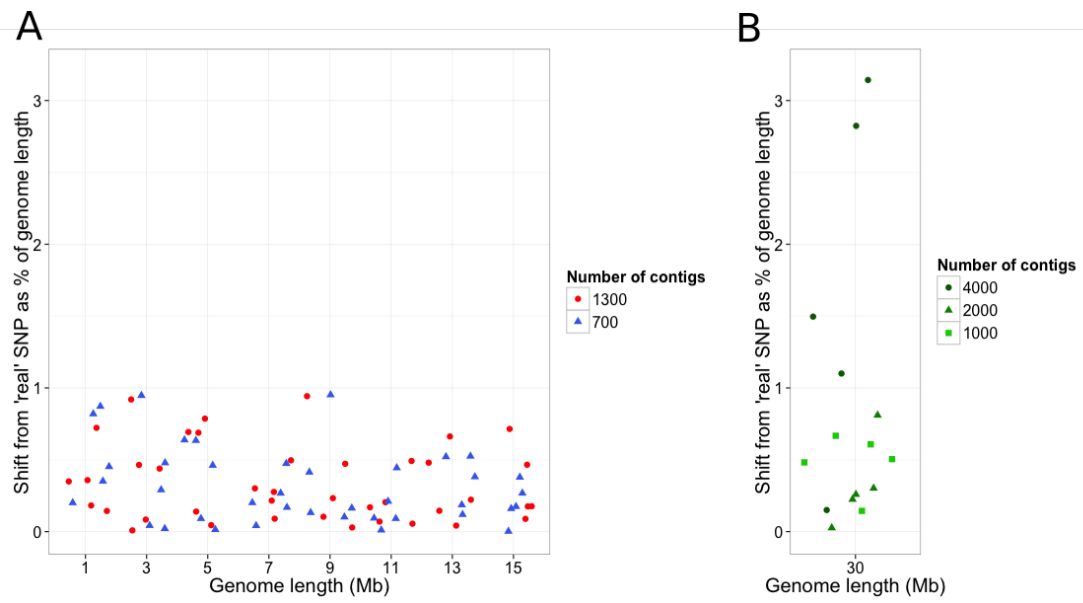 A
Shift from 'real' SNP as % of genome length
3
2
1
0
1 3 5 7 9 11 13 15
Genome length (Mb)
Number of contigs
1300
700
B
Shift from 'real' SNP as % of genome length
3
2
1
0
30
Genome length (Mb)
Number of contigs
4000
2000
1000